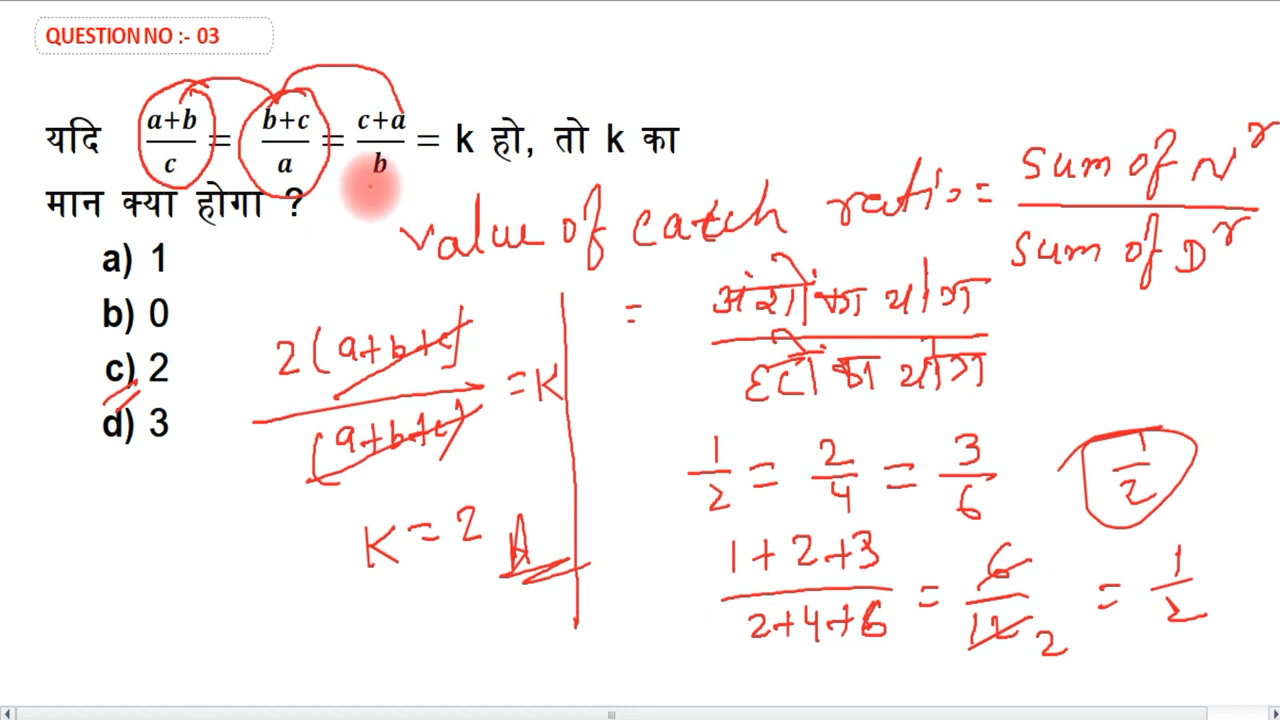 QUESTION NO :- 03
यदि a+b/c = b+c/a = c+a/b = k हो, तो k का
मान क्या होगा ?
a) 1
b) 0
c) 2
d) 3
value of catch ratio = sum of Nʳ / sum of Dʳ
= अंशों का योग / हरों का योग
2(a+b+c) / (a+b+c) = K
K = 2 A
1/2 = 2/4 = 3/6 1/2
1+2+3 / 2+4+6 = 6/12 2 = 1/2